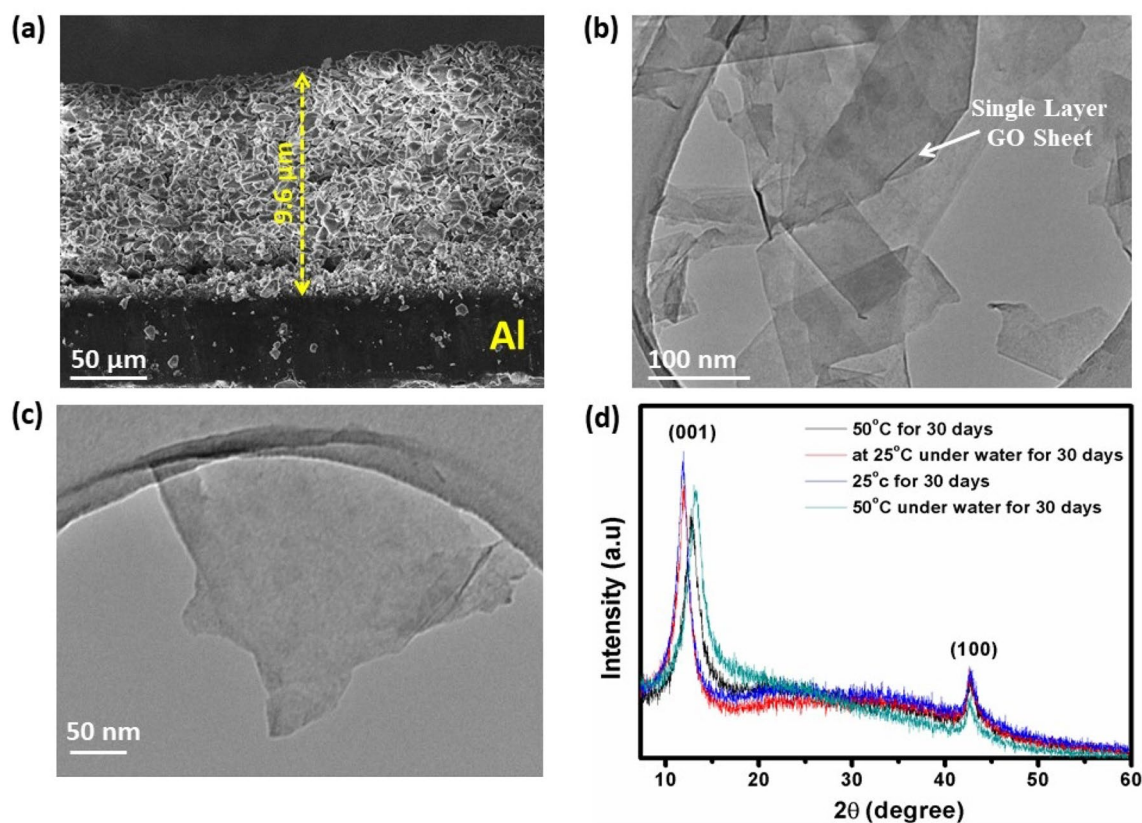 (a)
9.6 µm
Al
50 µm
(b)
Single Layer
GO Sheet
100 nm
(c)
50 nm
(d)
(001)
50°C for 30 days
at 25°C under water for 30 days
25°c for 30 days
50°C under water for 30 days
(100)
Intensity (a.u)
10 20 30 40 50 60
2θ (degree)